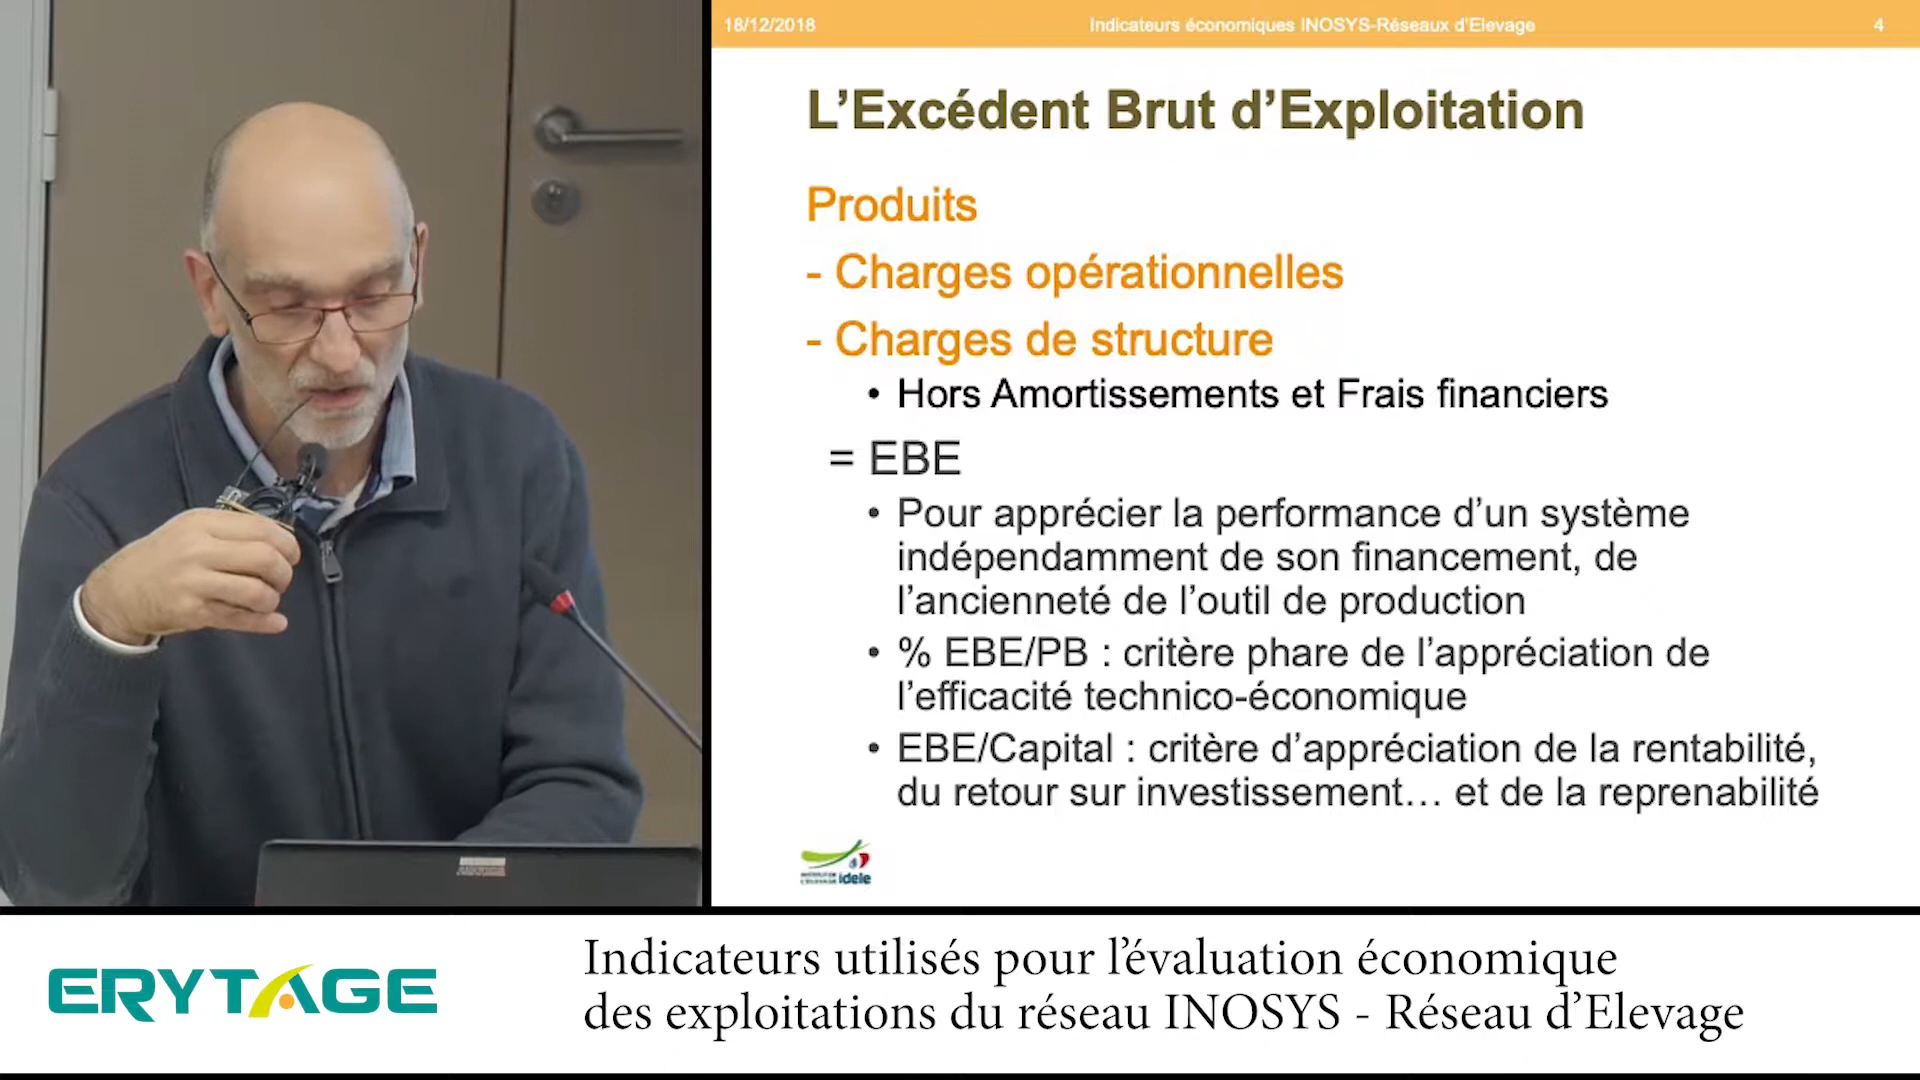 18/12/2018
Indicateurs économiques INOSYS-Réseaux d'Elevage
4
L'Excédent Brut d'Exploitation
Produits
- Charges opérationnelles
- Charges de structure
• Hors Amortissements et Frais financiers
= EBE
• Pour apprécier la performance d'un système
indépendamment de son financement, de
l'ancienneté de l'outil de production
• % EBE/PB : critère phare de l'appréciation de
l'efficacité technico-économique
• EBE/Capital : critère d'appréciation de la rentabilité,
du retour sur investissement… et de la reprenabilité
INSTITUT DE
L'ELEVAGE idele
ERYTAGE
Indicateurs utilisés pour l'évaluation économique
des exploitations du réseau INOSYS - Réseau d'Elevage